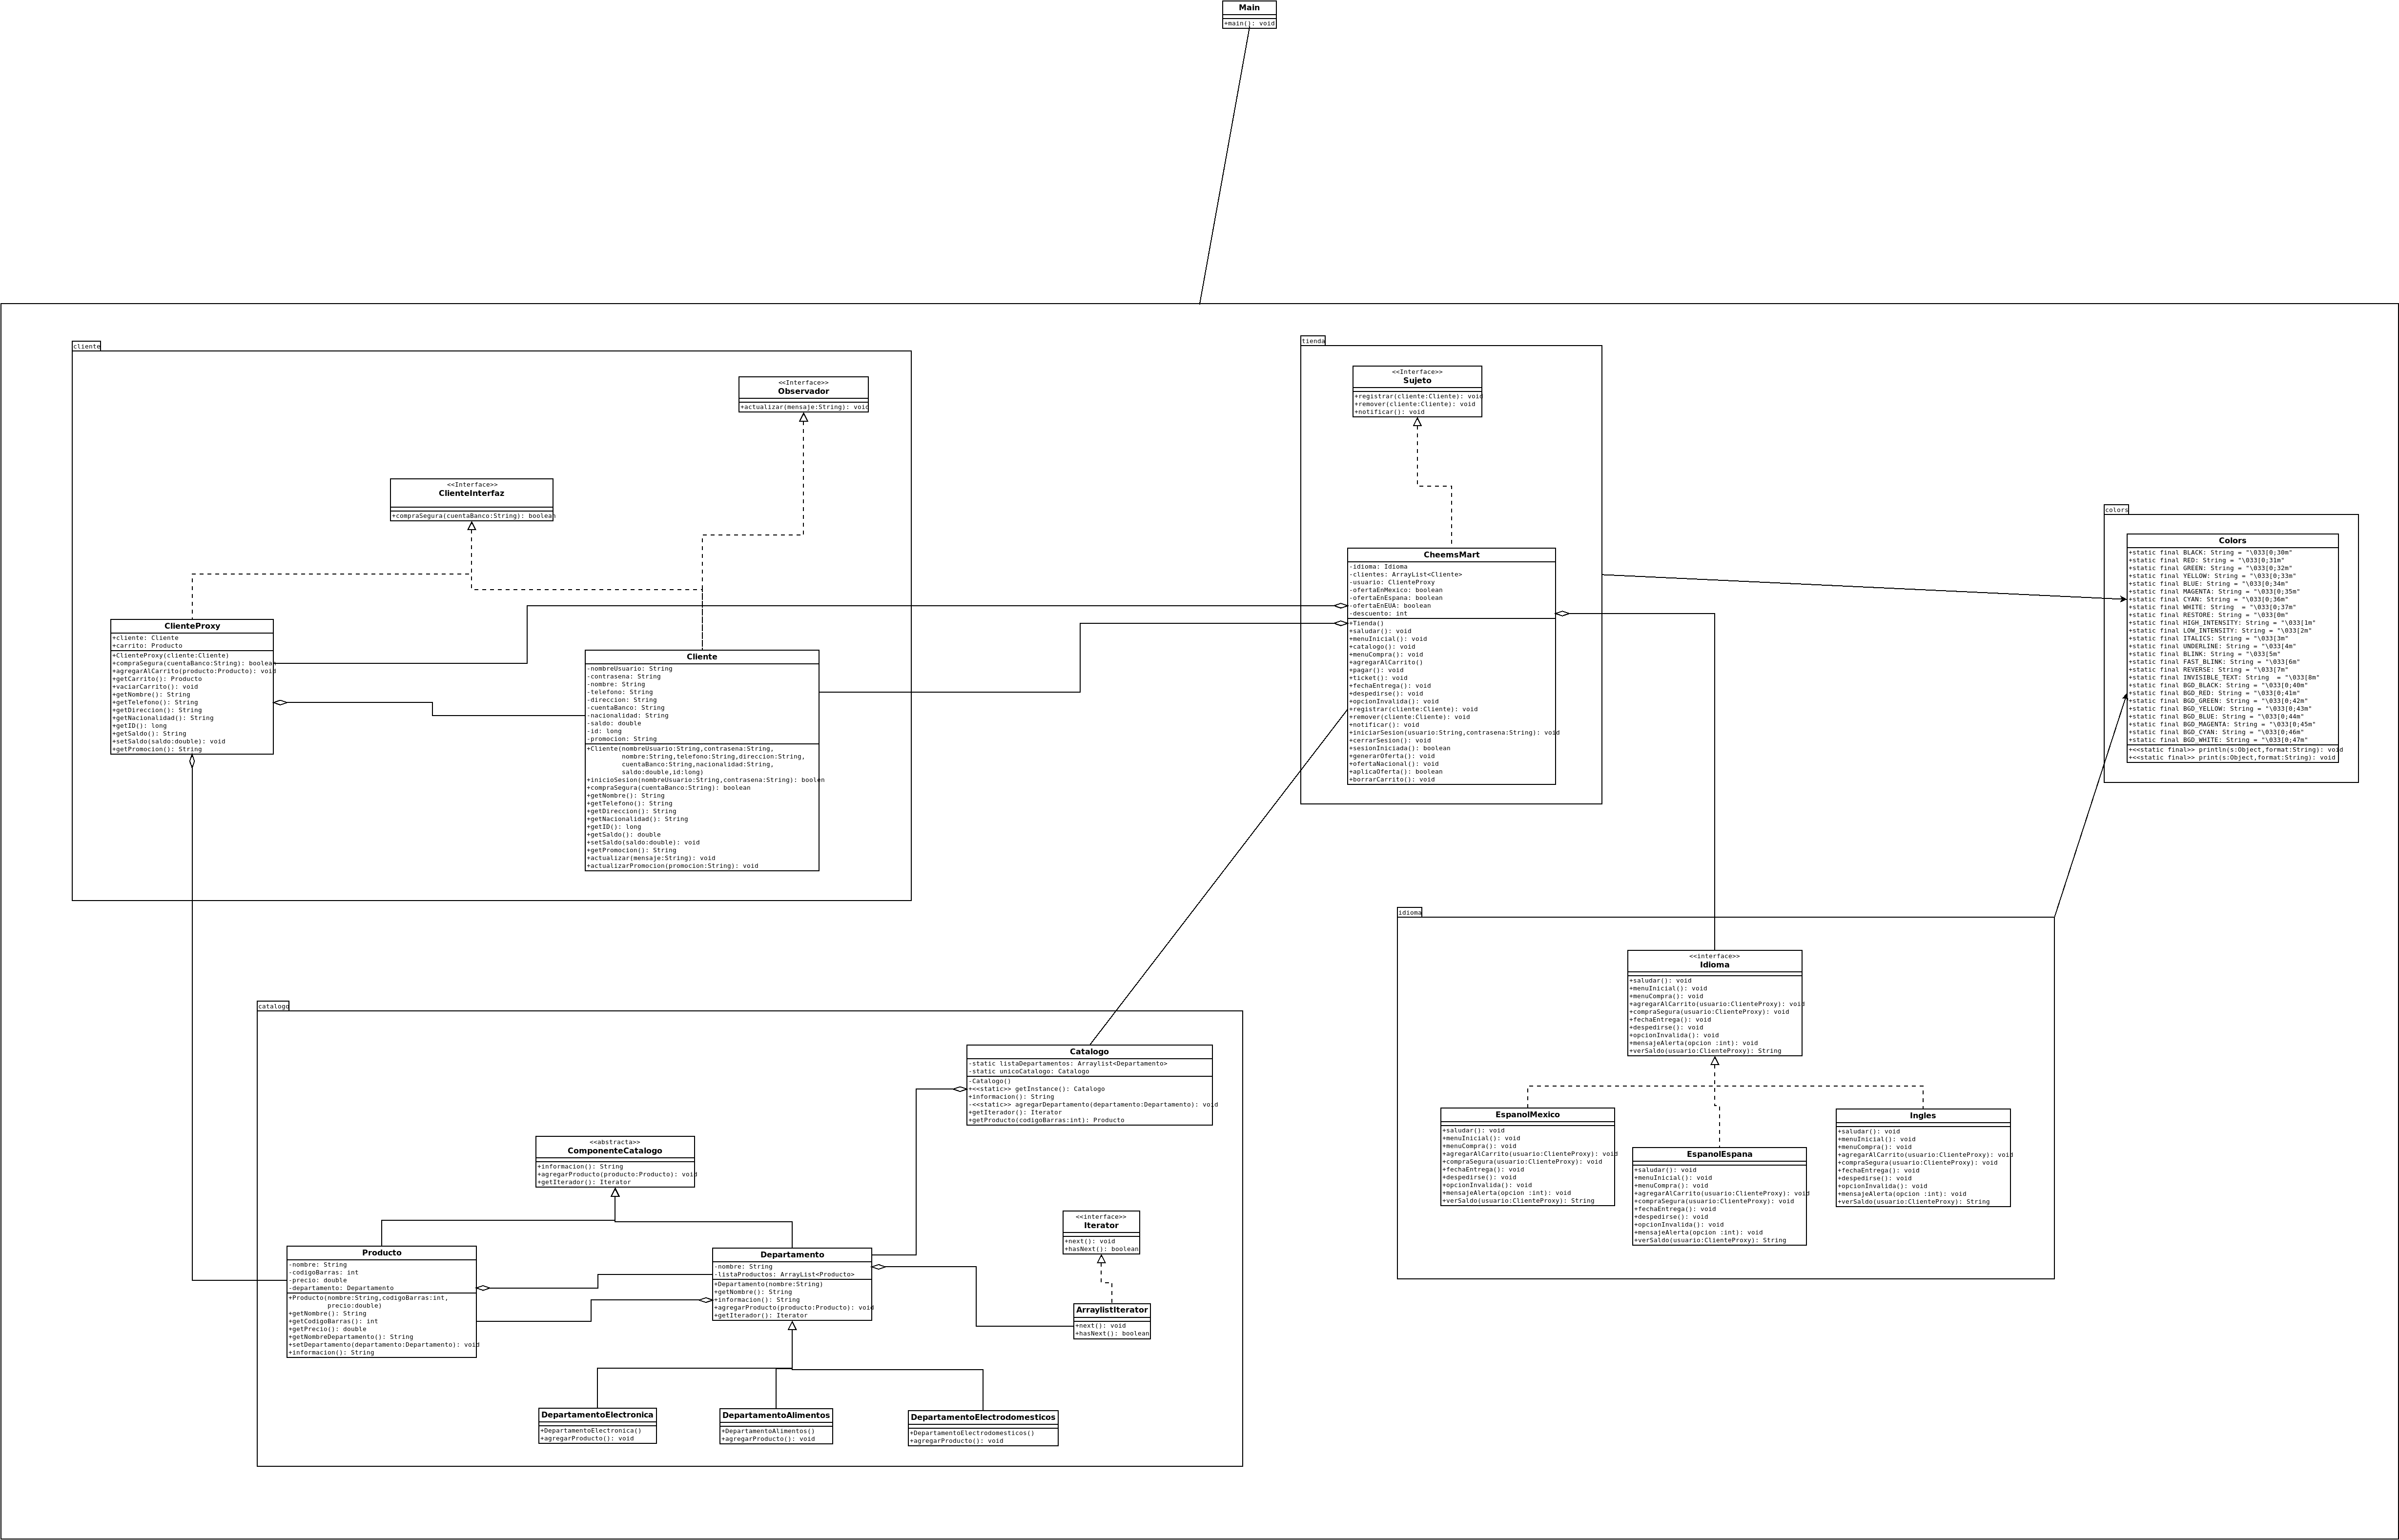 Main
+main(): void
cliente
<<Interface>>
Observador
+actualizar(mensaje:String): void
<<Interface>>
ClienteInterfaz
+compraSegura(cuentaBanco:String): boolean
ClienteProxy
+cliente: Cliente
+carrito: Producto
+ClienteProxy(cliente:Cliente)
+compraSegura(cuentaBanco:String): boolean
+agregarAlCarrito(producto:Producto): void
+getCarrito(): Producto
+vaciarCarrito(): void
+getNombre(): String
+getTelefono(): String
+getDireccion(): String
+getNacionalidad(): String
+getID(): long
+getSaldo(): String
+setSaldo(saldo:double): void
+getPromocion(): String
Cliente
-nombreUsuario: String
-contrasena: String
-nombre: String
-telefono: String
-direccion: String
-cuentaBanco: String
-nacionalidad: String
-saldo: double
-id: long
-promocion: String
+Cliente(nombreUsuario:String,contrasena:String,
nombre:String,telefono:String,direccion:String,
cuentaBanco:String,nacionalidad:String,
saldo:double,id:long)
+inicioSesion(nombreUsuario:String,contrasena:String): boolen
+compraSegura(cuentaBanco:String): boolean
+getNombre(): String
+getTelefono(): String
+getDireccion(): String
+getNacionalidad(): String
+getID(): long
+getSaldo(): double
+setSaldo(saldo:double): void
+getPromocion(): String
+actualizar(mensaje:String): void
+actualizarPromocion(promocion:String): void
tienda
<<Interface>>
Sujeto
+registrar(cliente:Cliente): void
+remover(cliente:Cliente): void
+notificar(): void
CheemsMart
-idioma: Idioma
-clientes: ArrayList<Cliente>
-usuario: ClienteProxy
-ofertaEnMexico: boolean
-ofertaEnEspana: boolean
-ofertaEnEUA: boolean
-descuento: int
+Tienda()
+saludar(): void
+menuInicial(): void
+catalogo(): void
+menuCompra(): void
+agregarAlCarrito()
+pagar(): void
+ticket(): void
+fechaEntrega(): void
+despedirse(): void
+opcionInvalida(): void
+registrar(cliente:Cliente): void
+remover(cliente:Cliente): void
+notificar(): void
+iniciarSesion(usuario:String,contrasena:String): void
+cerrarSesion(): void
+sesionIniciada(): boolean
+generarOferta(): void
+ofertaNacional(): void
+aplicaOferta(): boolean
+borrarCarrito(): void
colors
Colors
+static final BLACK: String = "\033[0;30m"
+static final RED: String = "\033[0;31m"
+static final GREEN: String = "\033[0;32m"
+static final YELLOW: String = "\033[0;33m"
+static final BLUE: String = "\033[0;34m"
+static final MAGENTA: String = "\033[0;35m"
+static final CYAN: String = "\033[0;36m"
+static final WHITE: String  = "\033[0;37m"
+static final RESTORE: String = "\033[0m"
+static final HIGH_INTENSITY: String = "\033[1m"
+static final LOW_INTENSITY: String = "\033[2m"
+static final ITALICS: String = "\033[3m"
+static final UNDERLINE: String = "\033[4m"
+static final BLINK: String = "\033[5m"
+static final FAST_BLINK: String = "\033[6m"
+static final REVERSE: String = "\033[7m"
+static final INVISIBLE_TEXT: String  = "\033[8m"
+static final BGD_BLACK: String = "\033[0;40m"
+static final BGD_RED: String = "\033[0;41m"
+static final BGD_GREEN: String = "\033[0;42m"
+static final BGD_YELLOW: String = "\033[0;43m"
+static final BGD_BLUE: String = "\033[0;44m"
+static final BGD_MAGENTA: String = "\033[0;45m"
+static final BGD_CYAN: String = "\033[0;46m"
+static final BGD_WHITE: String = "\033[0;47m"
+<<static final>> println(s:Object,format:String): void
+<<static final>> print(s:Object,format:String): void
idioma
<<interface>>
Idioma
+saludar(): void
+menuInicial(): void
+menuCompra(): void
+agregarAlCarrito(usuario:ClienteProxy): void
+compraSegura(usuario:ClienteProxy): void
+fechaEntrega(): void
+despedirse(): void
+opcionInvalida(): void
+mensajeAlerta(opcion :int): void
+verSaldo(usuario:ClienteProxy): String
EspanolMexico
+saludar(): void
+menuInicial(): void
+menuCompra(): void
+agregarAlCarrito(usuario:ClienteProxy): void
+compraSegura(usuario:ClienteProxy): void
+fechaEntrega(): void
+despedirse(): void
+opcionInvalida(): void
+mensajeAlerta(opcion :int): void
+verSaldo(usuario:ClienteProxy): String
EspanolEspana
+saludar(): void
+menuInicial(): void
+menuCompra(): void
+agregarAlCarrito(usuario:ClienteProxy): void
+compraSegura(usuario:ClienteProxy): void
+fechaEntrega(): void
+despedirse(): void
+opcionInvalida(): void
+mensajeAlerta(opcion :int): void
+verSaldo(usuario:ClienteProxy): String
Ingles
+saludar(): void
+menuInicial(): void
+menuCompra(): void
+agregarAlCarrito(usuario:ClienteProxy): void
+compraSegura(usuario:ClienteProxy): void
+fechaEntrega(): void
+despedirse(): void
+opcionInvalida(): void
+mensajeAlerta(opcion :int): void
+verSaldo(usuario:ClienteProxy): String
catalogo
Catalogo
-static listaDepartamentos: Arraylist<Departamento>
-static unicoCatalogo: Catalogo
-Catalogo()
+<<static>> getInstance(): Catalogo
+informacion(): String
-<<static>> agregarDepartamento(departamento:Departamento): void
+getIterador(): Iterator
+getProducto(codigoBarras:int): Producto
<<abstracta>>
ComponenteCatalogo
+informacion(): String
+agregarProducto(producto:Producto): void
+getIterador(): Iterator
<<interface>>
Iterator
+next(): void
+hasNext(): boolean
Producto
-nombre: String
-codigoBarras: int
-precio: double
-departamento: Departamento
+Producto(nombre:String,codigoBarras:int,
precio:double)
+getNombre(): String
+getCodigoBarras(): int
+getPrecio(): double
+getNombreDepartamento(): String
+setDepartamento(departamento:Departamento): void
+informacion(): String
Departamento
-nombre: String
-listaProductos: ArrayList<Producto>
+Departamento(nombre:String)
+getNombre(): String
+informacion(): String
+agregarProducto(producto:Producto): void
+getIterador(): Iterator
ArraylistIterator
+next(): void
+hasNext(): boolean
DepartamentoElectronica
+DepartamentoElectronica()
+agregarProducto(): void
DepartamentoAlimentos
+DepartamentoAlimentos()
+agregarProducto(): void
DepartamentoElectrodomesticos
+DepartamentoElectrodomesticos()
+agregarProducto(): void